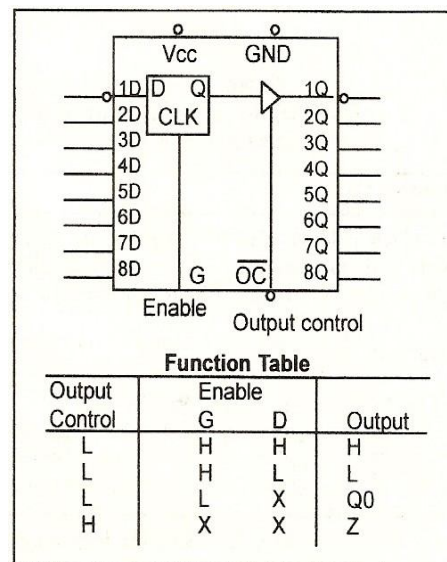 Vcc GND
1D D Q 1Q
2D CLK 2Q
3D 3Q
4D 4Q
5D 5Q
6D 6Q
7D 7Q
8D G OC 8Q
Enable Output control
Function Table
Output Enable
Control G D Output
L H H H
L H L L
L L X Q0
H X X Z